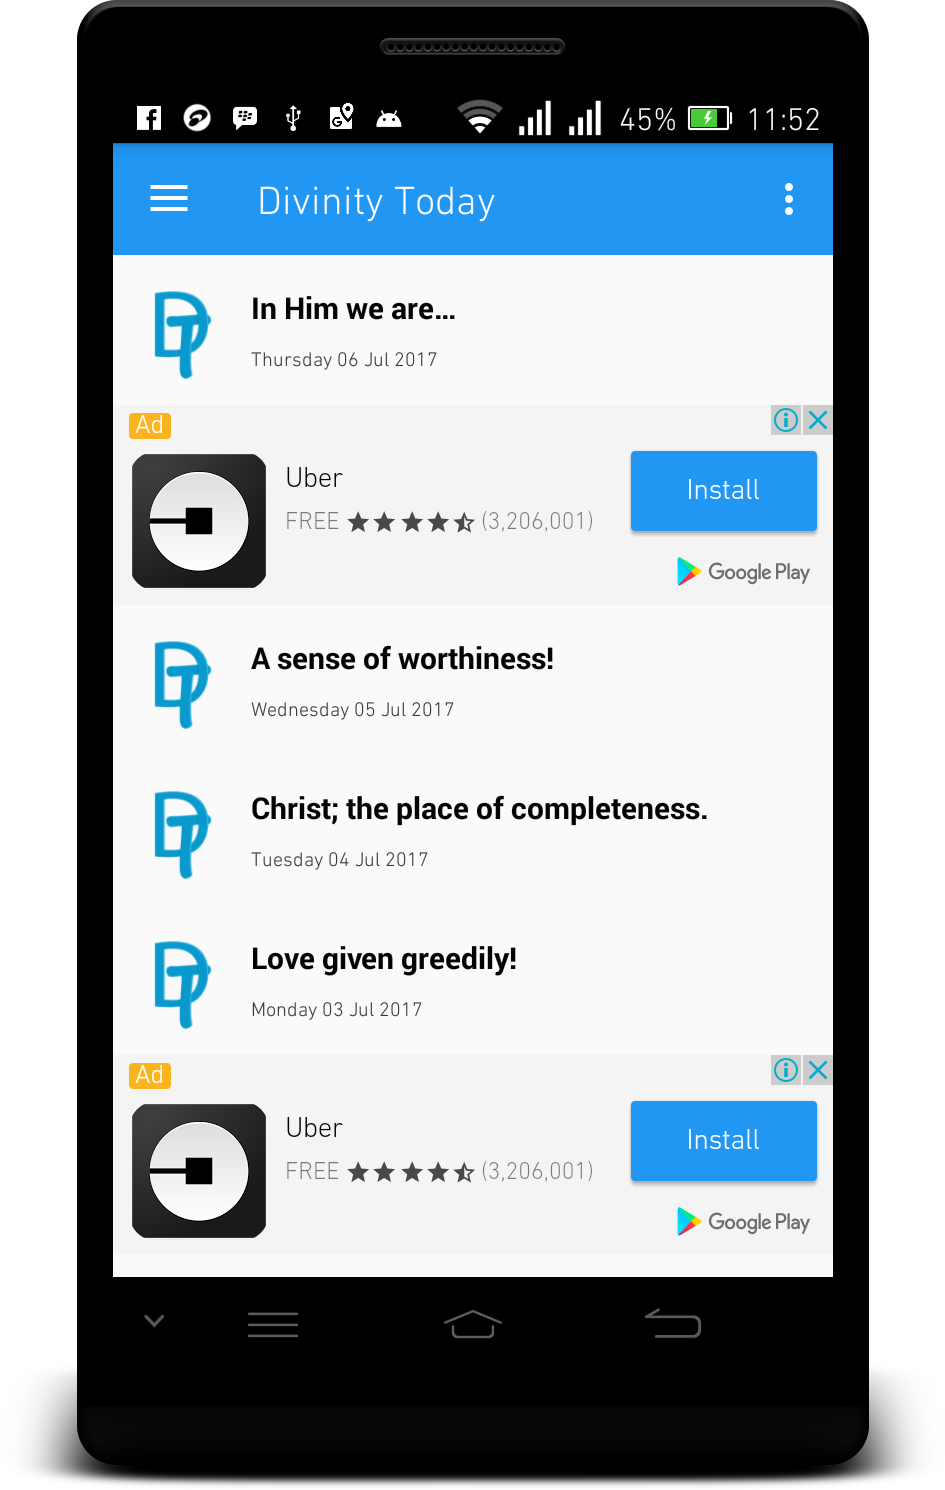 45% 11:52
Divinity Today
In Him we are...
Thursday 06 Jul 2017
Ad
Uber
Install
FREE (3,206,001)
Google Play
A sense of worthiness!
Wednesday 05 Jul 2017
Christ; the place of completeness.
Tuesday 04 Jul 2017
Love given greedily!
Monday 03 Jul 2017
Ad
Uber
Install
FREE (3,206,001)
Google Play